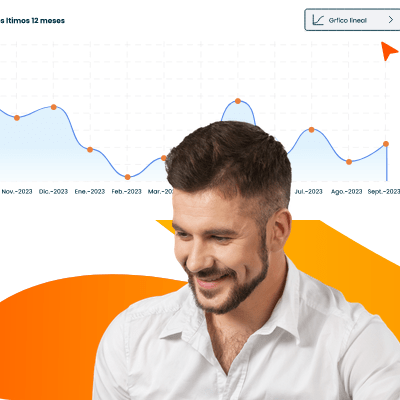 s ltimos 12 meses
Grfico lineal
Nov.-2023 Dic.-2023 Ene.-2023 Feb.-2023 Mar.-20 Jul.-2023 Ago.-2023 Sept.-2023